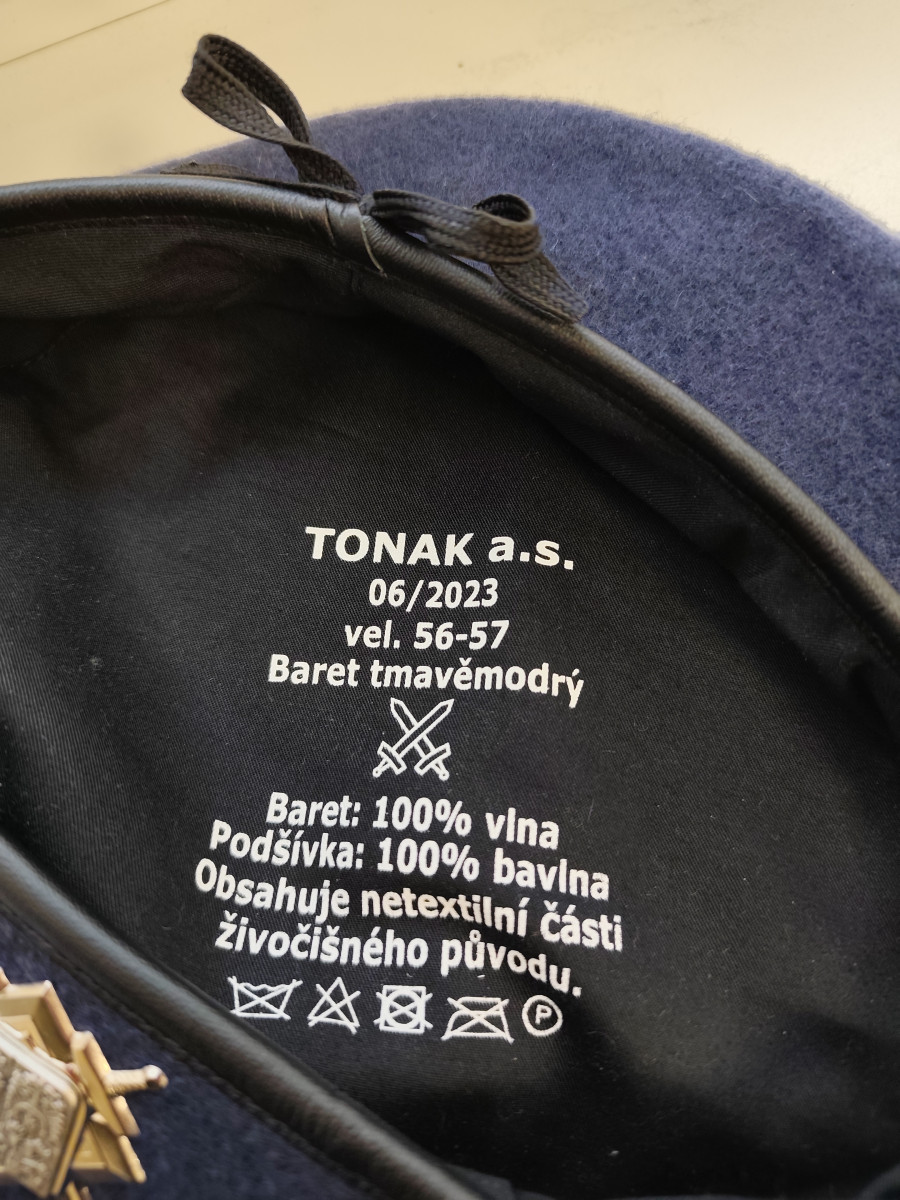 TONAK a.s.
06/2023
vel. 56-57
Baret tmavěmodrý
Baret: 100% vlna
Podšívka: 100% bavlna
Obsahuje netextilní části
živočišného původu.
P